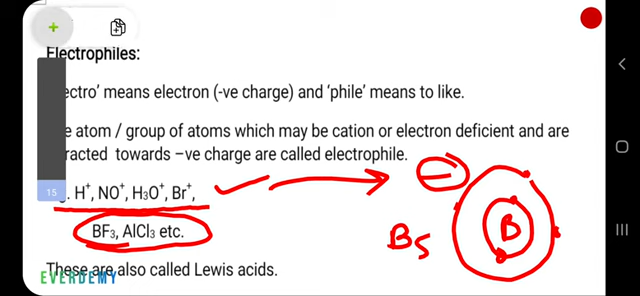 Electrophiles:
ectro' means electron (-ve charge) and 'phile' means to like.
e atom / group of atoms which may be cation or electron deficient and are
racted towards –ve charge are called electrophile.
15
. H⁺, NO⁺, H₃O⁺, Br⁺,
BF₃, AlCl₃ etc.
B₅
B
These are also called Lewis acids.
EVERDEMY